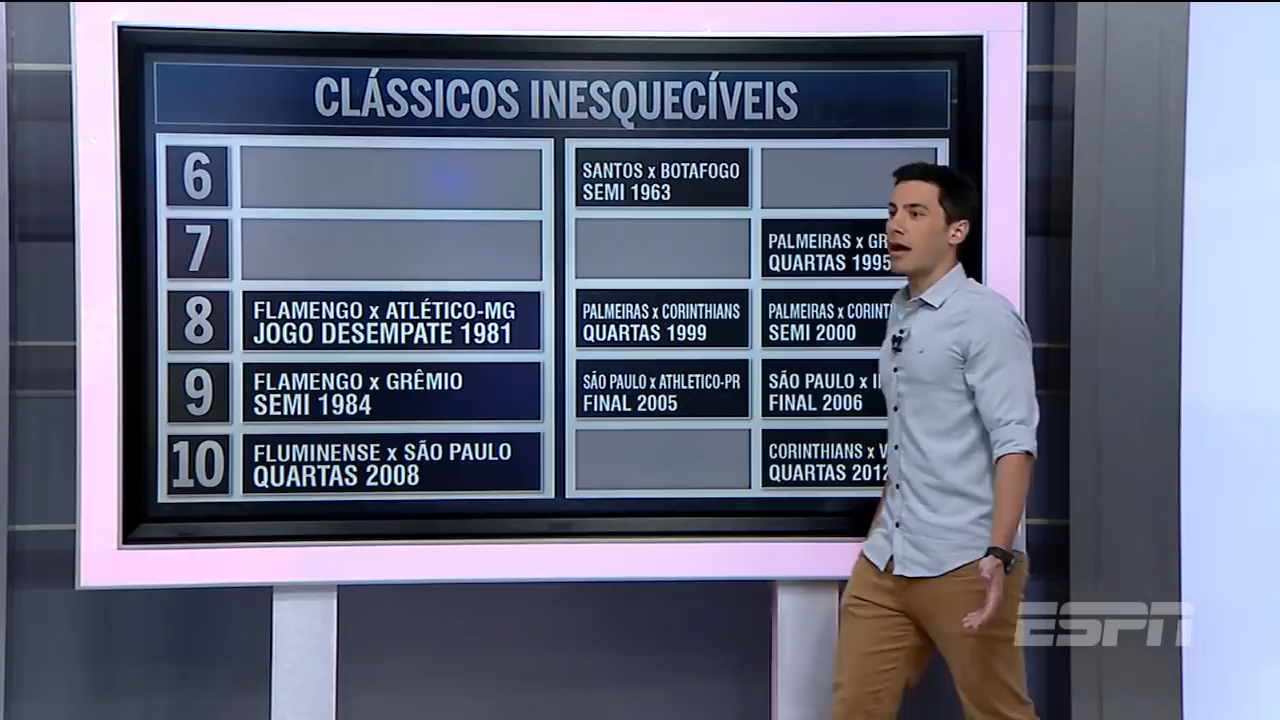 CLÁSSICOS INESQUECÍVEIS
6
SANTOS x BOTAFOGO
SEMI 1963
7
PALMEIRAS x
QUARTAS 1995
8
FLAMENGO x ATLÉTICO-MG
JOGO DESEMPATE 1981
PALMEIRAS x CORINTHIANS
QUARTAS 1999
PALMEIRAS x
SEMI 2000
9
FLAMENGO x GRÊMIO
SEMI 1984
SÃO PAULO x ATHLETICO-PR
FINAL 2005
SÃO PAULO x
FINAL 2006
10
FLUMINENSE x SÃO PAULO
QUARTAS 2008
CORINTHIANS x
QUARTAS 2012
ESPN